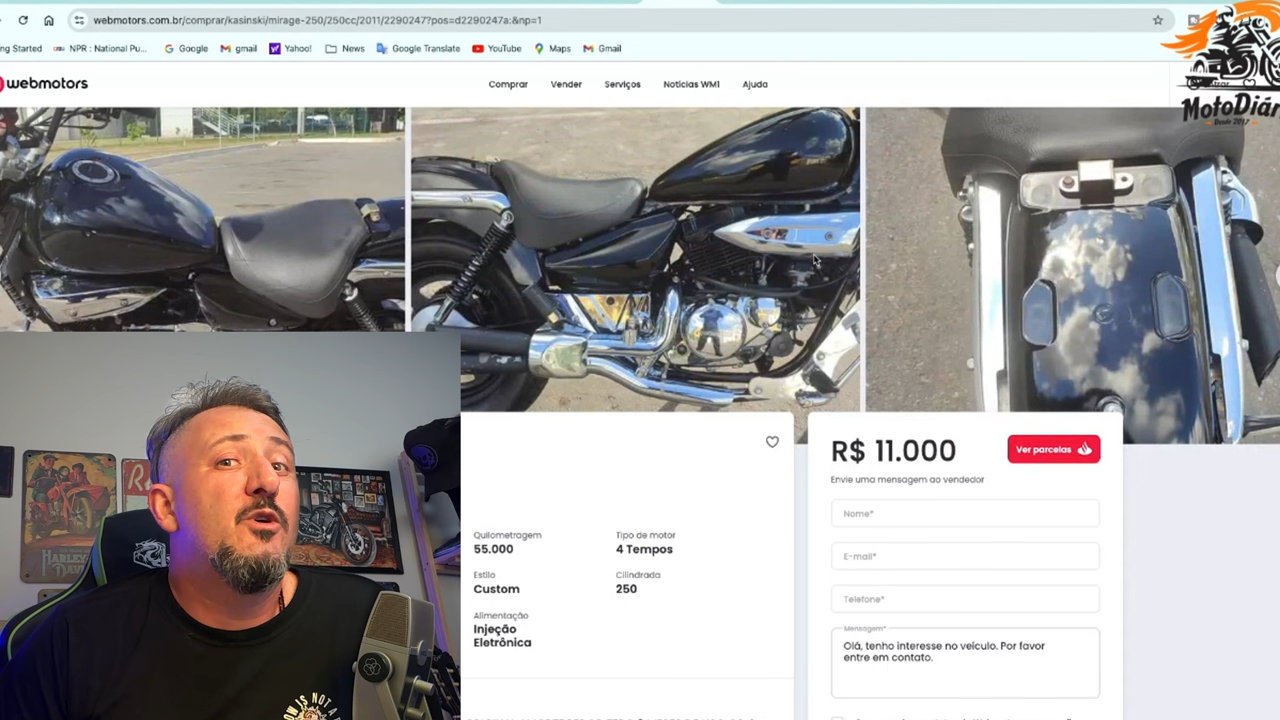 webmotors.com.br/comprar/kasinski/mirage-250/250cc/2011/2290247?pos=d2290247a:&np=1
ng Started NPR : National Pu... Google gmail Yahoo! News Google Translate YouTube Maps Gmail
webmotors Comprar Vender Serviços Notícias WM1 Ajuda
MotoDiár
Desde 2017
R$ 11.000
Ver parcelas
Envie uma mensagem ao vendedor
Nome*
E-mail*
Telefone*
Mensagem*
Olá, tenho interesse no veículo. Por favor
entre em contato.
Quilometragem
55.000
Tipo de motor
4 Tempos
Estilo
Custom
Cilindrada
250
Alimentação
Injeção
Eletrônica